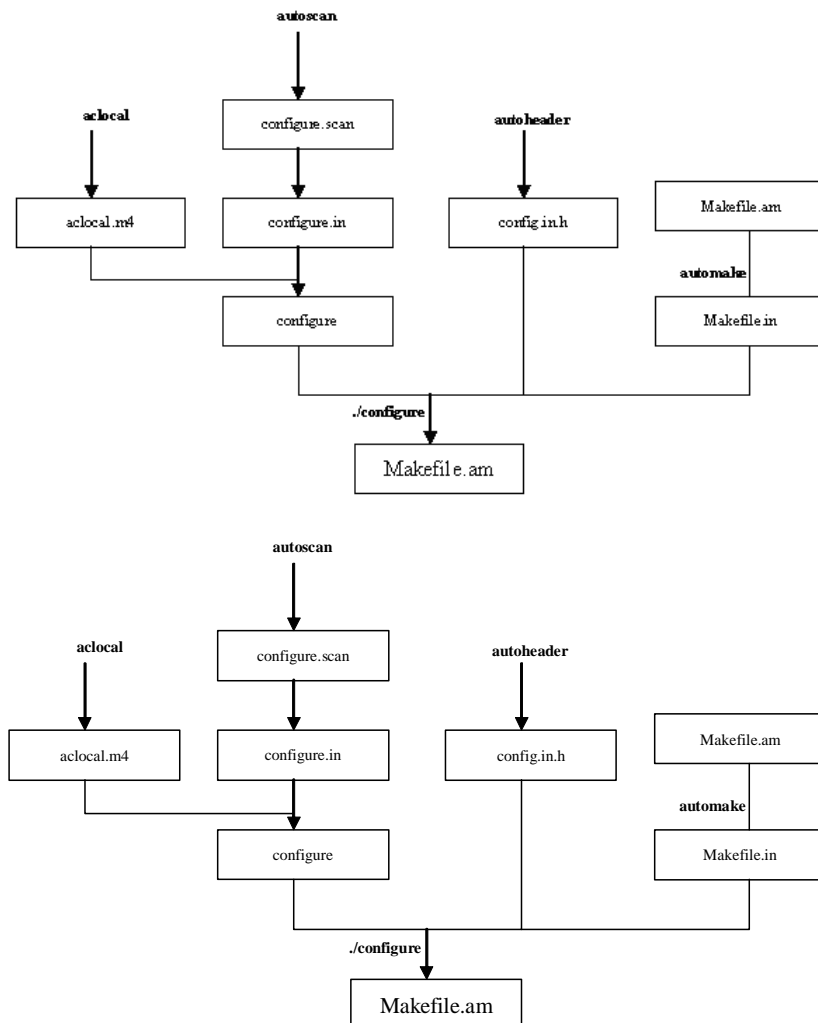 autoscan
aclocal
configure.scan
autoheader
aclocal.m4
configure.in
config.in.h
Makefile.am
automake
configure
Makefile.in
./configure
Makefile.am
autoscan
aclocal
configure.scan
autoheader
aclocal.m4
configure.in
config.in.h
Makefile.am
automake
configure
Makefile.in
./configure
Makefile.am